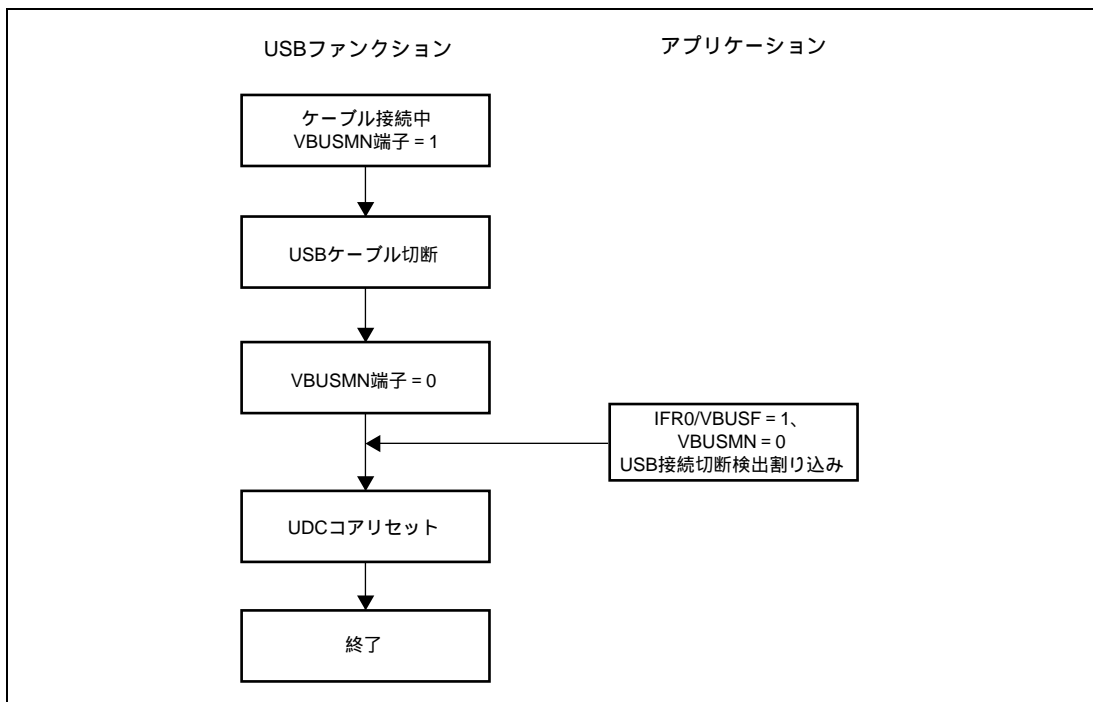 USBファンクション
アプリケーション
ケーブル接続中
VBUSMN端子 = 1
USBケーブル切断
VBUSMN端子 = 0
IFR0/VBUSF = 1、
VBUSMN = 0
USB接続切断検出割り込み
UDCコアリセット
終了